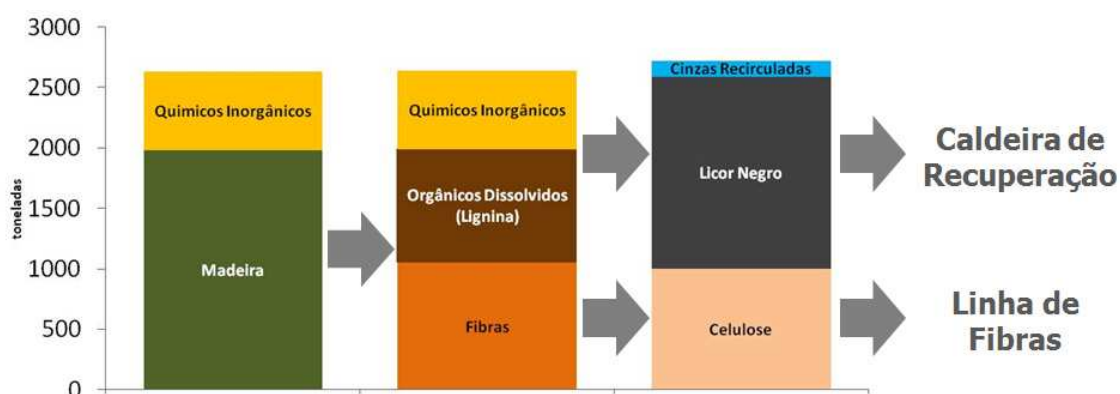 3000
2500
2000
1500
1000
500
0
toneladas
Quimicos Inorgânicos
Madeira
Quimicos Inorgânicos
Orgânicos Dissolvidos
(Lignina)
Fibras
Cinzas Recirculadas
Licor Negro
Celulose
Caldeira de
Recuperação
Linha de
Fibras